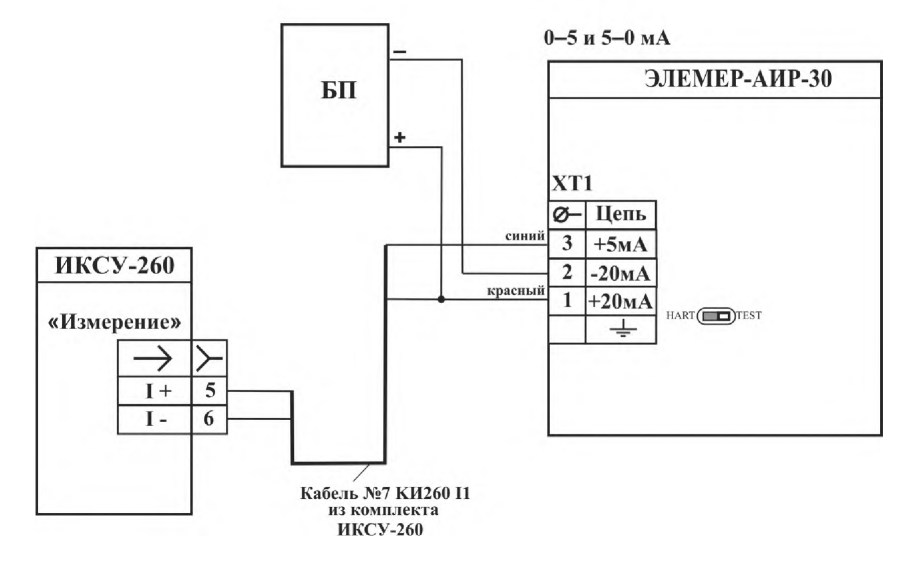 0–5 и 5–0 мА
БП
–
+
ЭЛЕМЕР-АИР-30
XT1
Цепь
синий
3 +5мА
2 -20мА
красный
1 +20мА
HART TEST
ИКСУ-260
«Измерение»
I + 5
I - 6
Кабель №7 КИ260 I1
из комплекта
ИКСУ-260